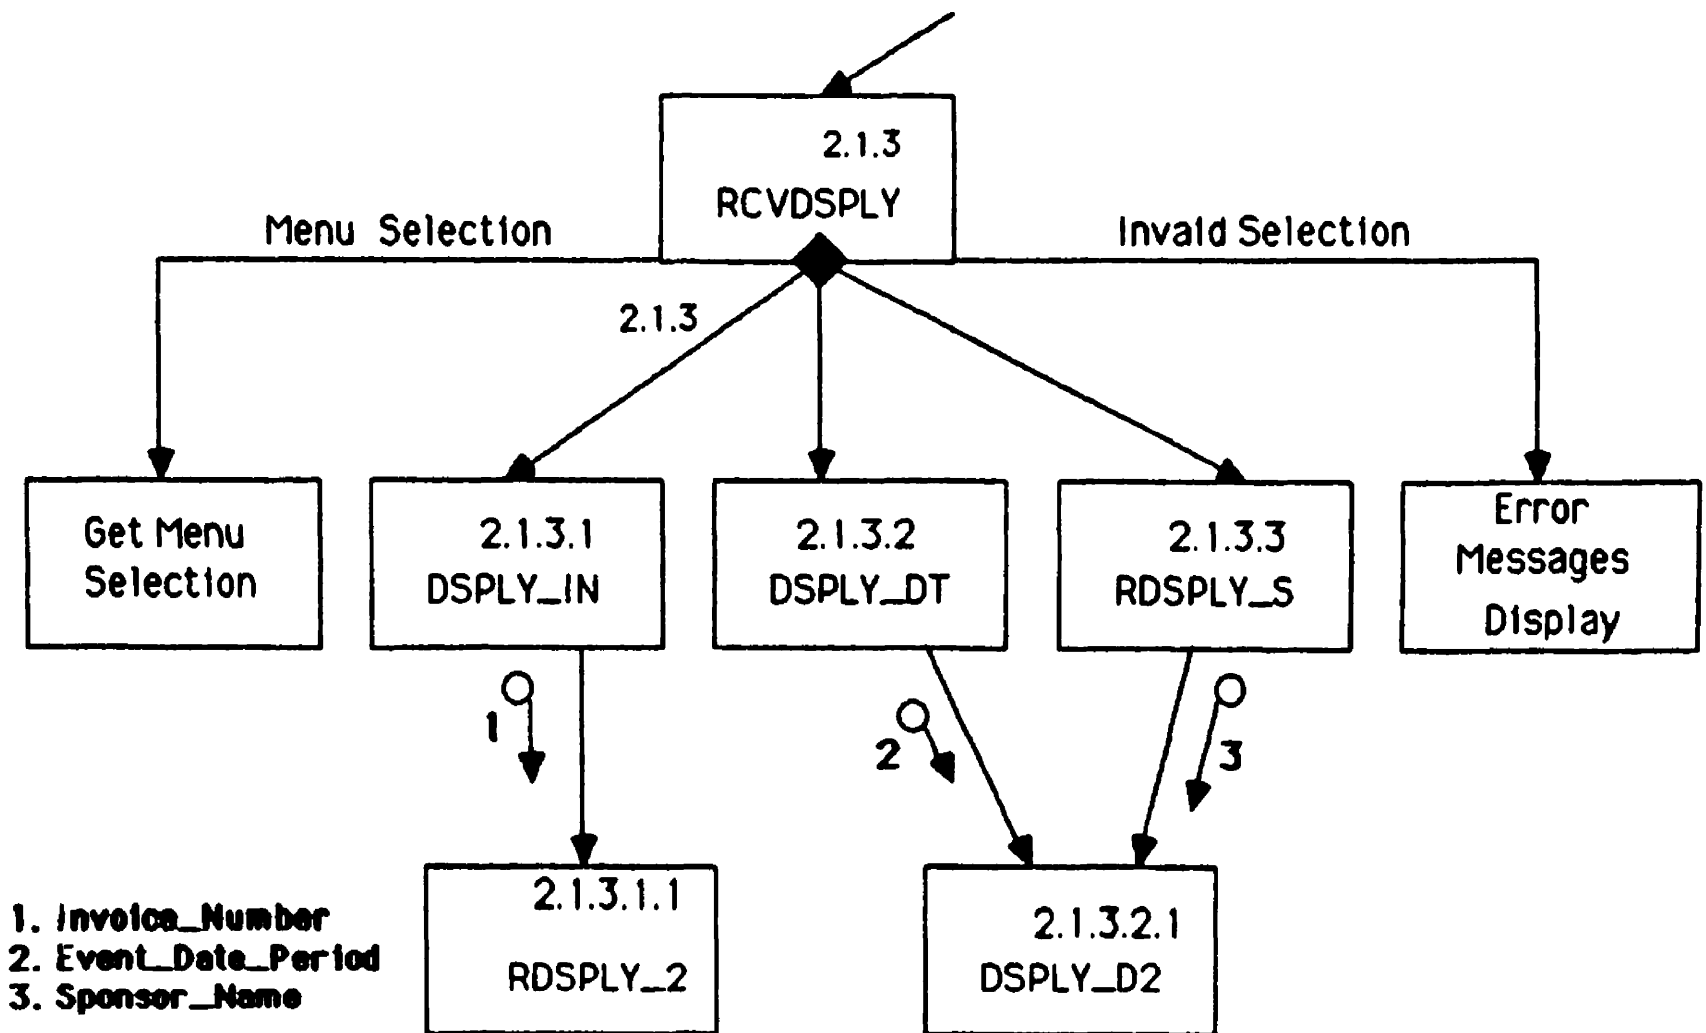 2.1.3
RCVDSPLY
Menu Selection
Invald Selection
2.1.3
Get Menu
Selection
2.1.3.1
DSPLY_IN
2.1.3.2
DSPLY_DT
2.1.3.3
RDSPLY_S
Error
Messages
Display
1
2
3
2.1.3.1.1
RDSPLY_2
2.1.3.2.1
DSPLY_D2
1. Invoice_Number
2. Event_Date_Period
3. Sponsor_Name